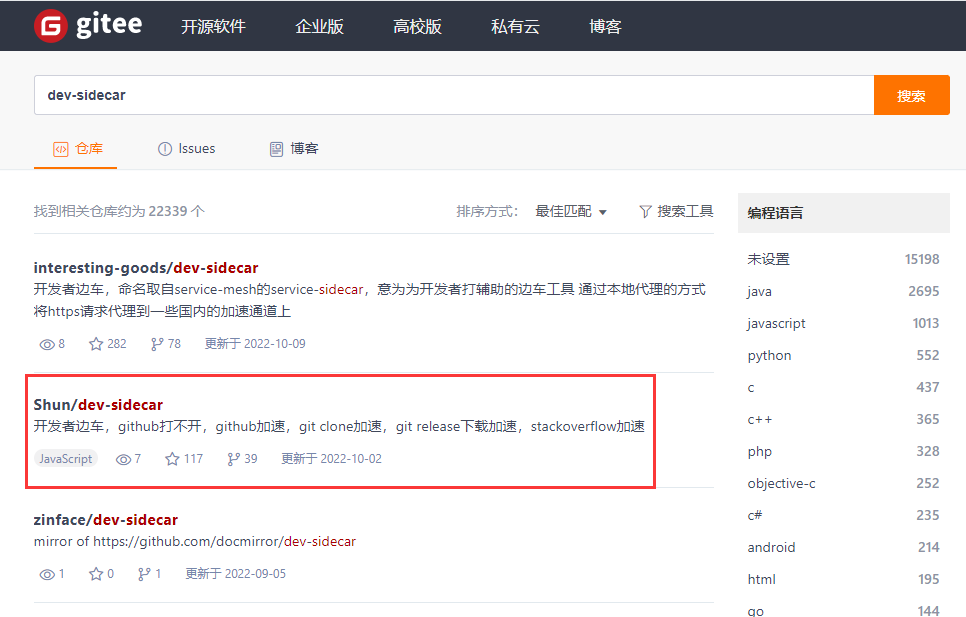 gitee 开源软件 企业版 高校版 私有云 博客
dev-sidecar 搜索
仓库 Issues 博客
找到相关仓库约为 22339 个 排序方式： 最佳匹配 搜索工具
interesting-goods/dev-sidecar
开发者边车，命名取自service-mesh的service-sidecar，意为为开发者打辅助的边车工具 通过本地代理的方式
将https请求代理到一些国内的加速通道上
8 282 78 更新于 2022-10-09
Shun/dev-sidecar
开发者边车，github打不开，github加速，git clone加速，git release下载加速，stackoverflow加速
JavaScript 7 117 39 更新于 2022-10-02
zinface/dev-sidecar
mirror of https://github.com/docmirror/dev-sidecar
1 0 1 更新于 2022-09-05
编程语言
未设置 15198
java 2695
javascript 1013
python 552
c 437
c++ 365
php 328
objective-c 252
c# 235
android 214
html 195
go 144